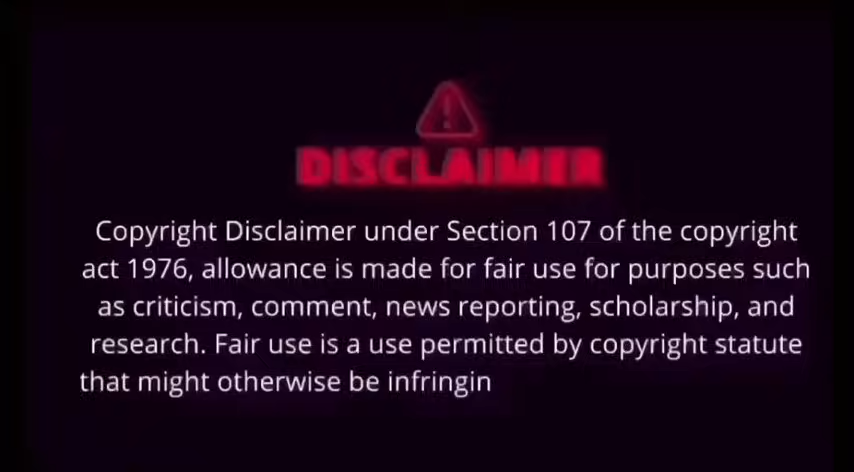 DISCLAIMER
Copyright Disclaimer under Section 107 of the copyright
act 1976, allowance is made for fair use for purposes such
as criticism, comment, news reporting, scholarship, and
research. Fair use is a use permitted by copyright statute
that might otherwise be infringin